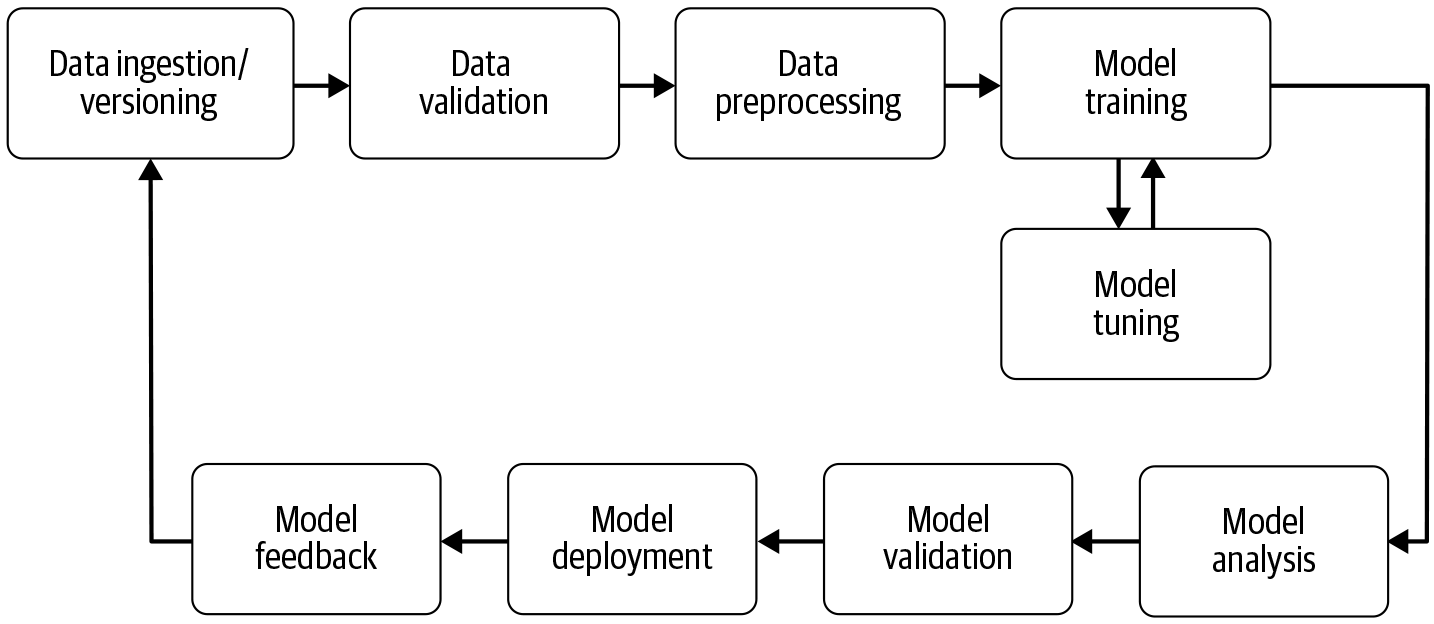 Data ingestion/
versioning
Data
validation
Data
preprocessing
Model
training
Model
tuning
Model
feedback
Model
deployment
Model
validation
Model
analysis